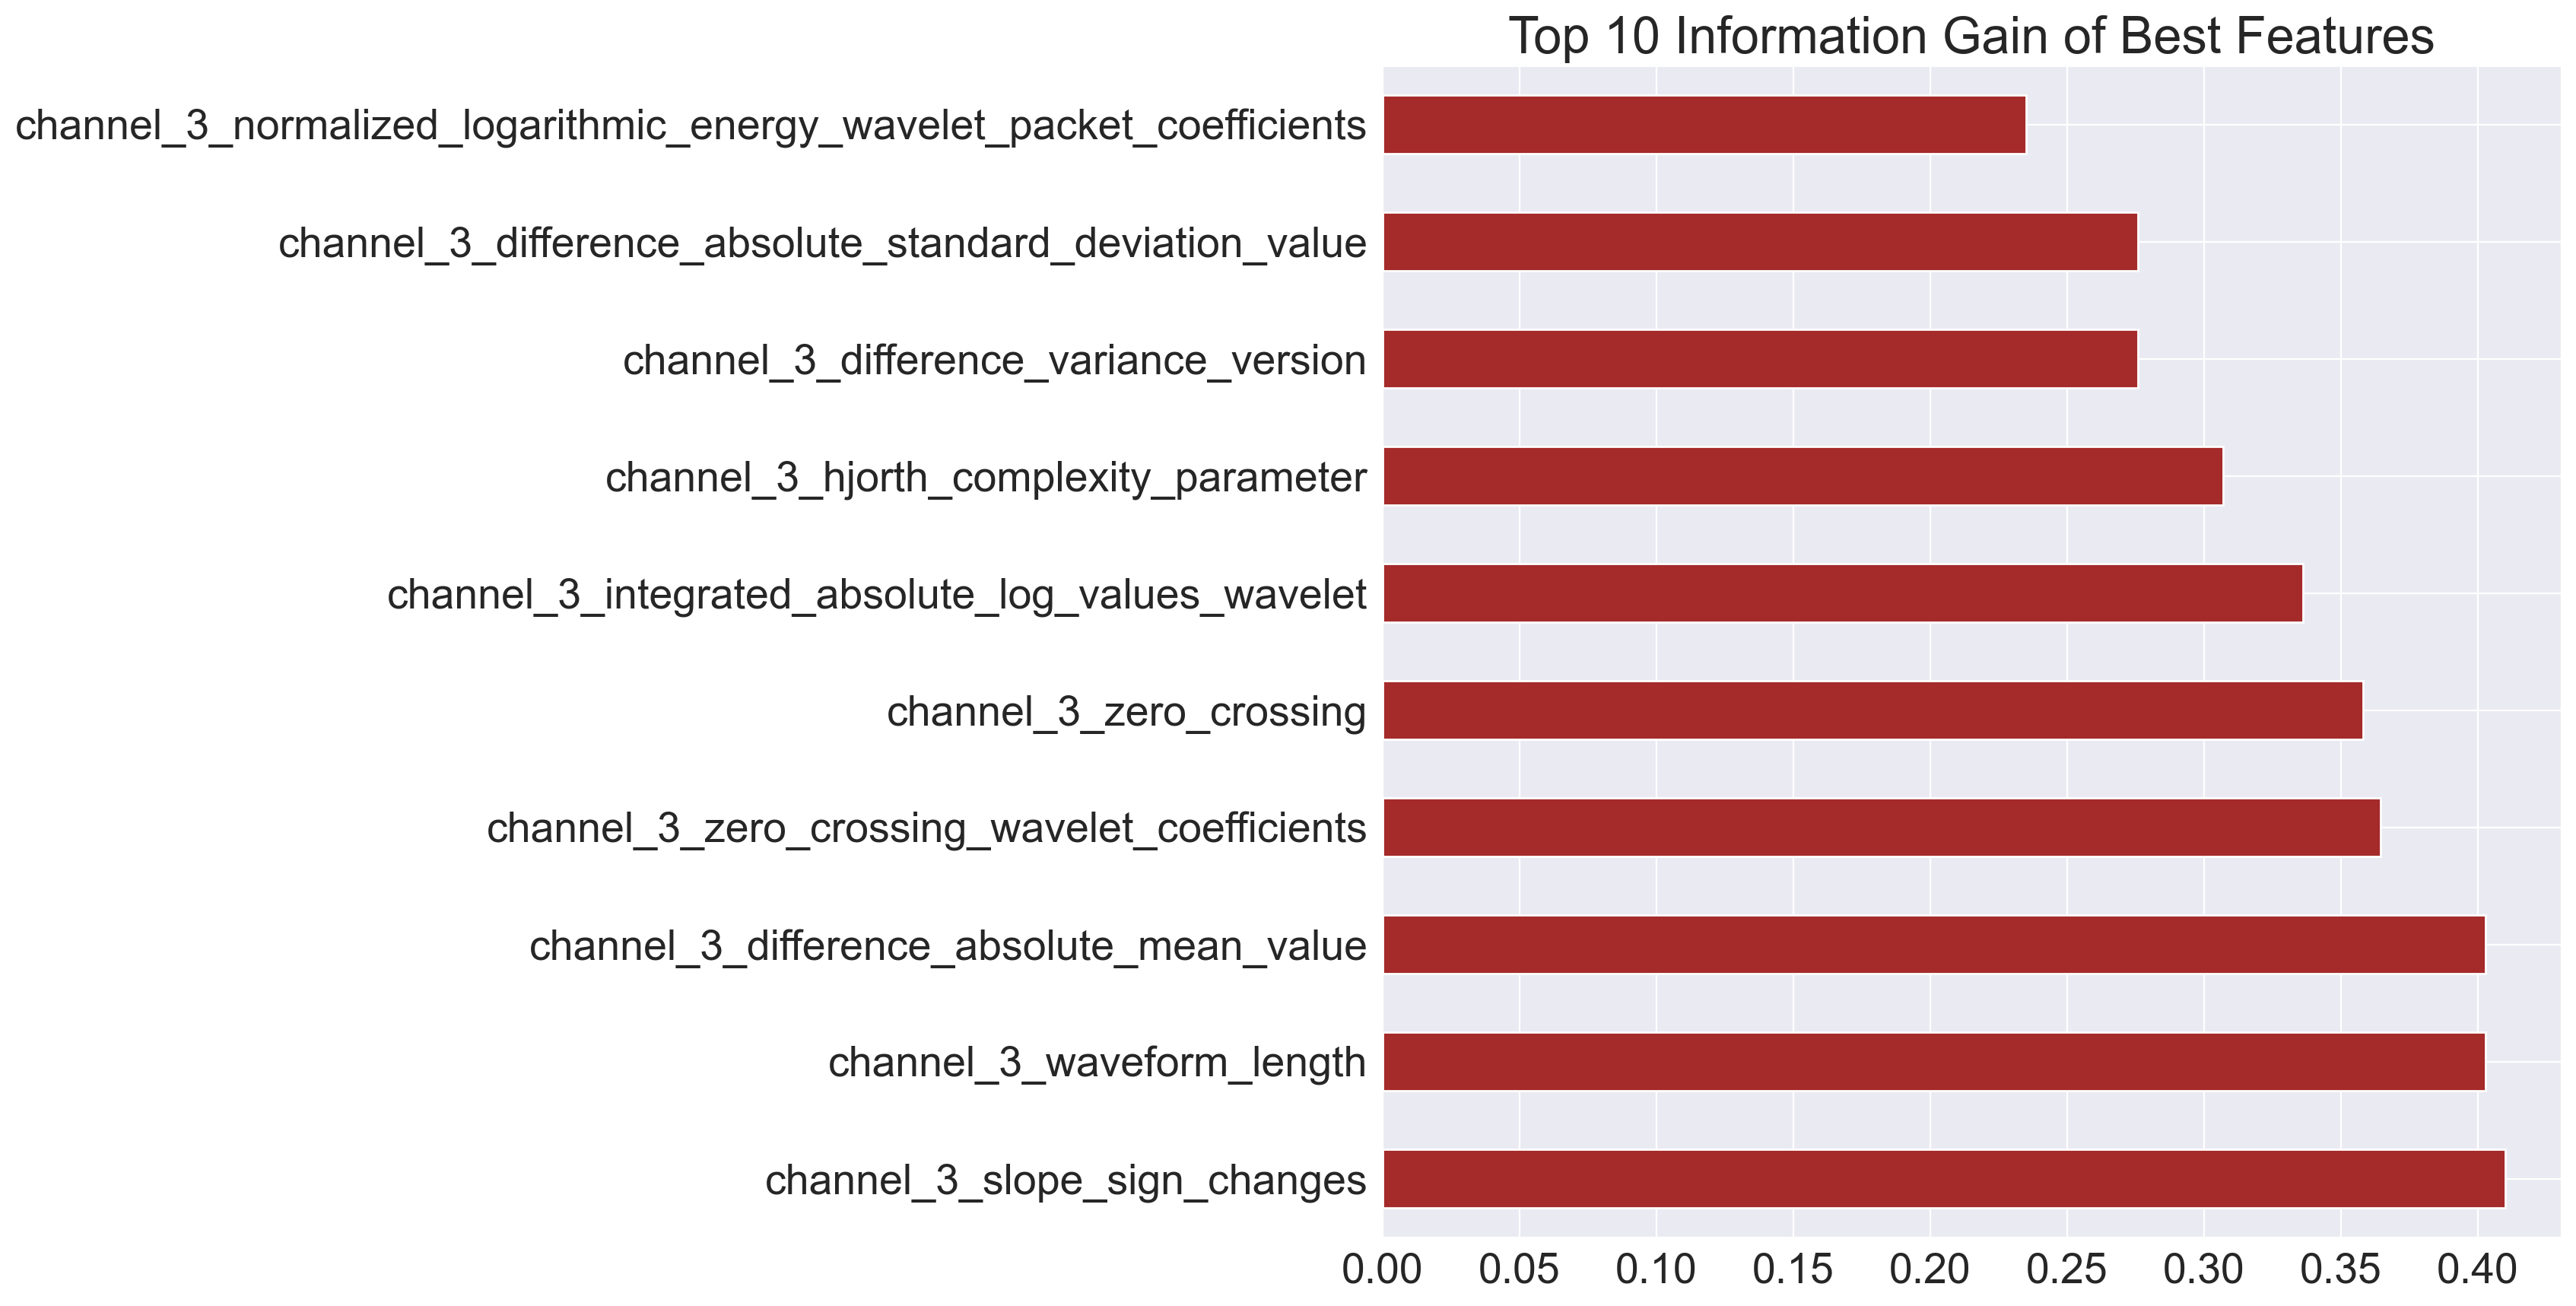 Top 10 Information Gain of Best Features
channel_3_normalized_logarithmic_energy_wavelet_packet_coefficients
channel_3_difference_absolute_standard_deviation_value
channel_3_difference_variance_version
channel_3_hjorth_complexity_parameter
channel_3_integrated_absolute_log_values_wavelet
channel_3_zero_crossing
channel_3_zero_crossing_wavelet_coefficients
channel_3_difference_absolute_mean_value
channel_3_waveform_length
channel_3_slope_sign_changes
0.00 0.05 0.10 0.15 0.20 0.25 0.30 0.35 0.40